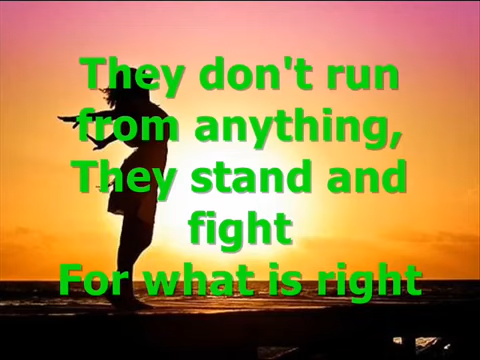 They don't run
from anything,
They stand and
fight
For what is right